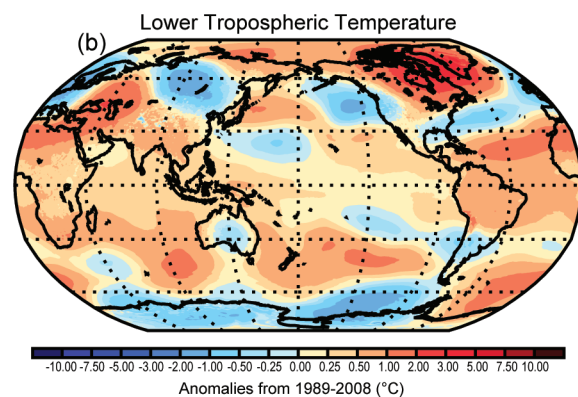 Lower Tropospheric Temperature
(b)
-10.00 -7.50 -5.00 -3.00 -2.00 -1.00 -0.50 -0.25 0.00 0.25 0.50 1.00 2.00 3.00 5.00 7.50 10.00
Anomalies from 1989-2008 (°C)